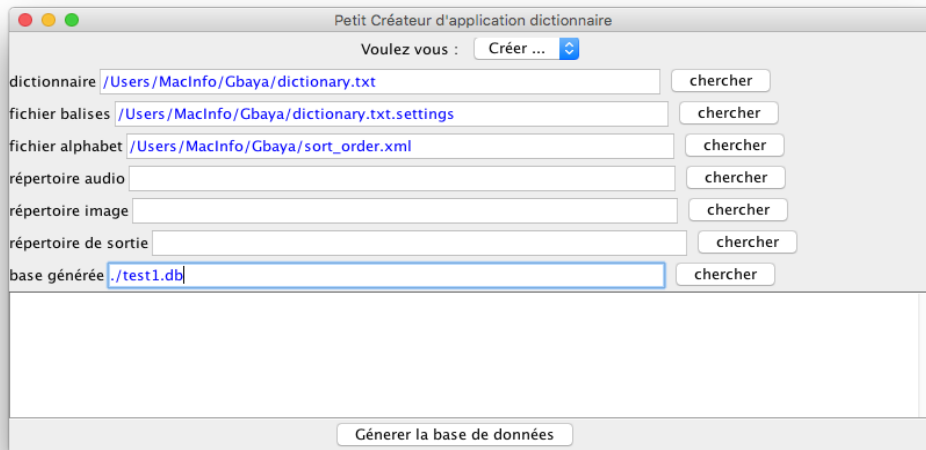 Petit Créateur d'application dictionnaire
Voulez vous : Créer ...
dictionnaire /Users/MacInfo/Gbaya/dictionary.txt chercher
fichier balises /Users/MacInfo/Gbaya/dictionary.txt.settings chercher
fichier alphabet /Users/MacInfo/Gbaya/sort_order.xml chercher
répertoire audio chercher
répertoire image chercher
répertoire de sortie chercher
base générée ./test1.db chercher
Génerer la base de données